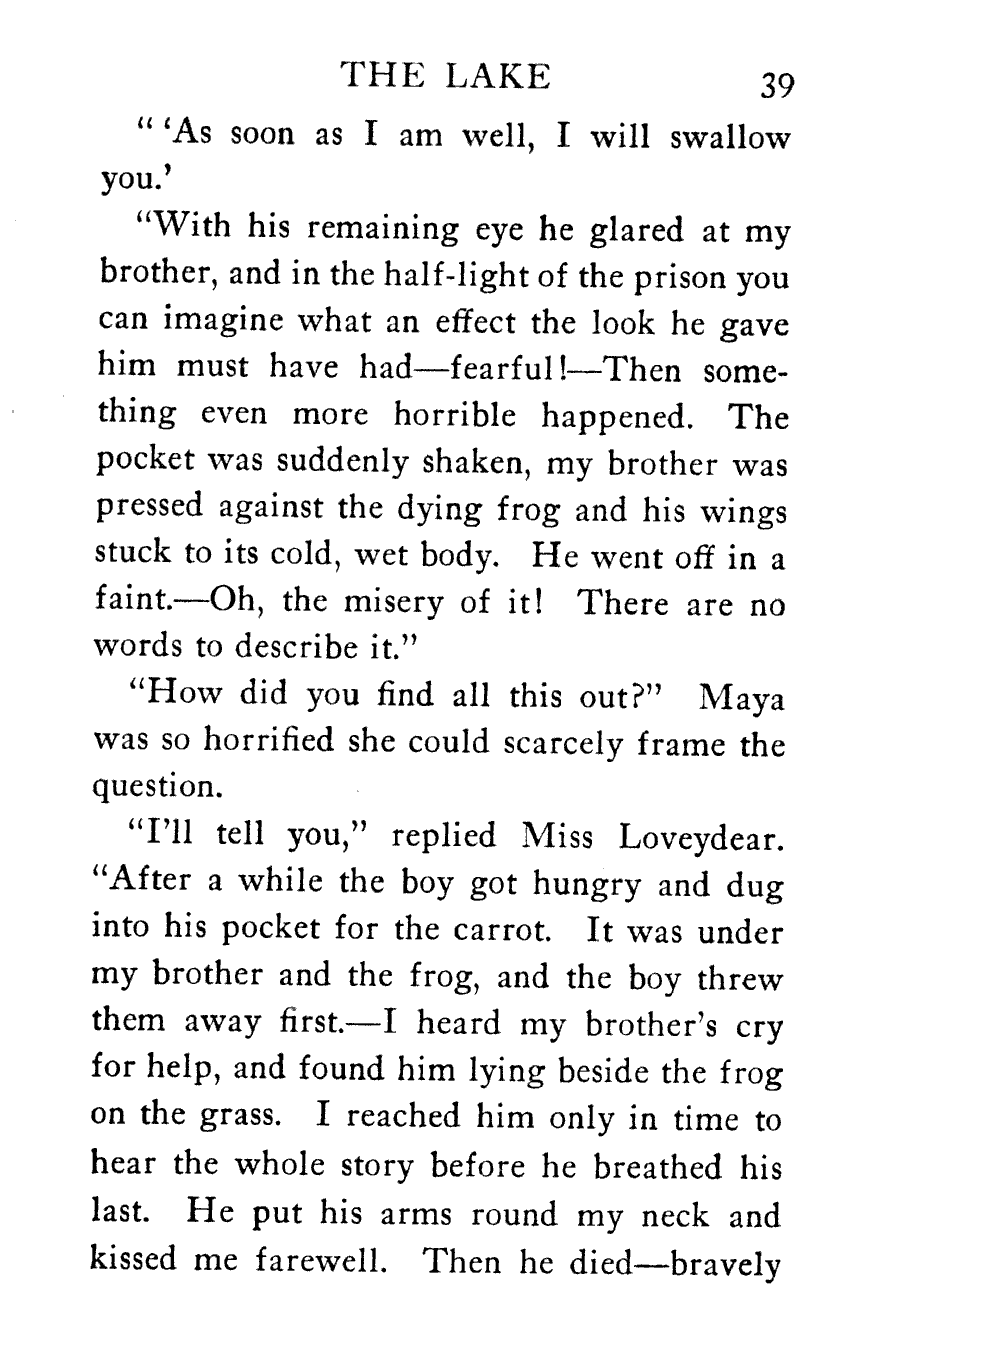 THE LAKE 39
“ ‘As soon as I am well, I will swallow
you.’
“With his remaining eye he glared at my
brother, and in the half-light of the prison you
can imagine what an effect the look he gave
him must have had—fearful!—Then some-
thing even more horrible happened. The
pocket was suddenly shaken, my brother was
pressed against the dying frog and his wings
stuck to its cold, wet body. He went off in a
faint.—Oh, the misery of it! There are no
words to describe it.”
“How did you find all this out?” Maya
was so horrified she could scarcely frame the
question.
“I’ll tell you,” replied Miss Loveydear.
“After a while the boy got hungry and dug
into his pocket for the carrot. It was under
my brother and the frog, and the boy threw
them away first.—I heard my brother’s cry
for help, and found him lying beside the frog
on the grass. I reached him only in time to
hear the whole story before he breathed his
last. He put his arms round my neck and
kissed me farewell. Then he died—bravely